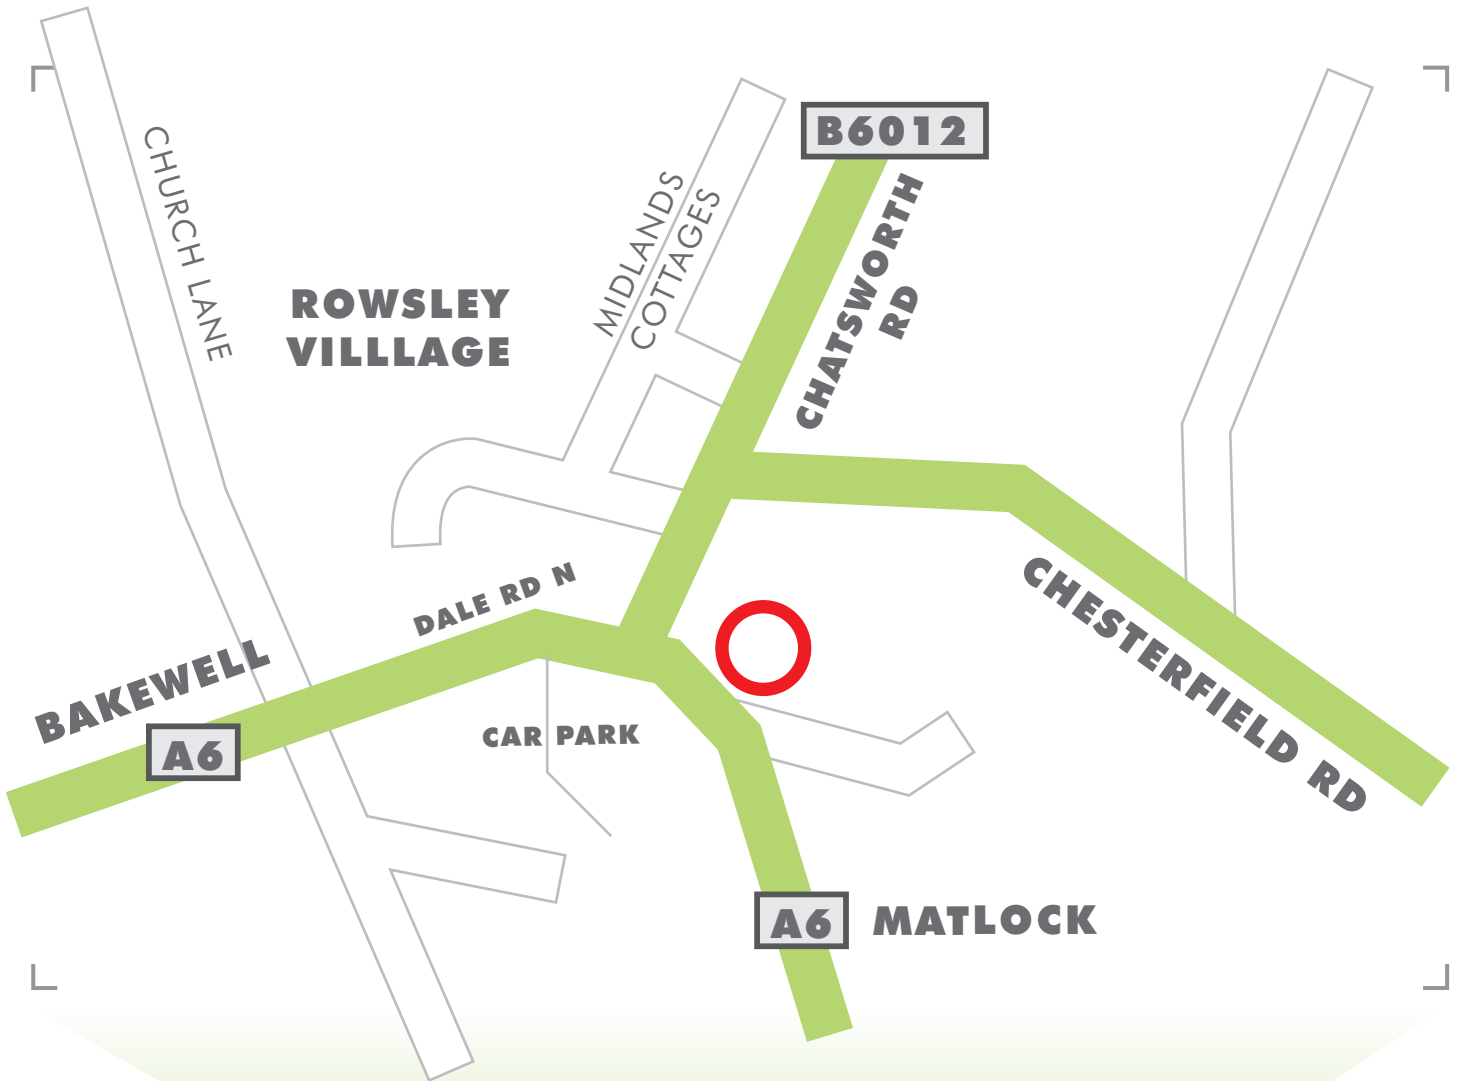 B6012
CHURCH LANE
MIDLANDS
COTTAGES
CHATSWORTH
RD
ROWSLEY
VILLLAGE
DALE RD N
BAKEWELL
A6
CAR PARK
CHESTERFIELD RD
A6
MATLOCK